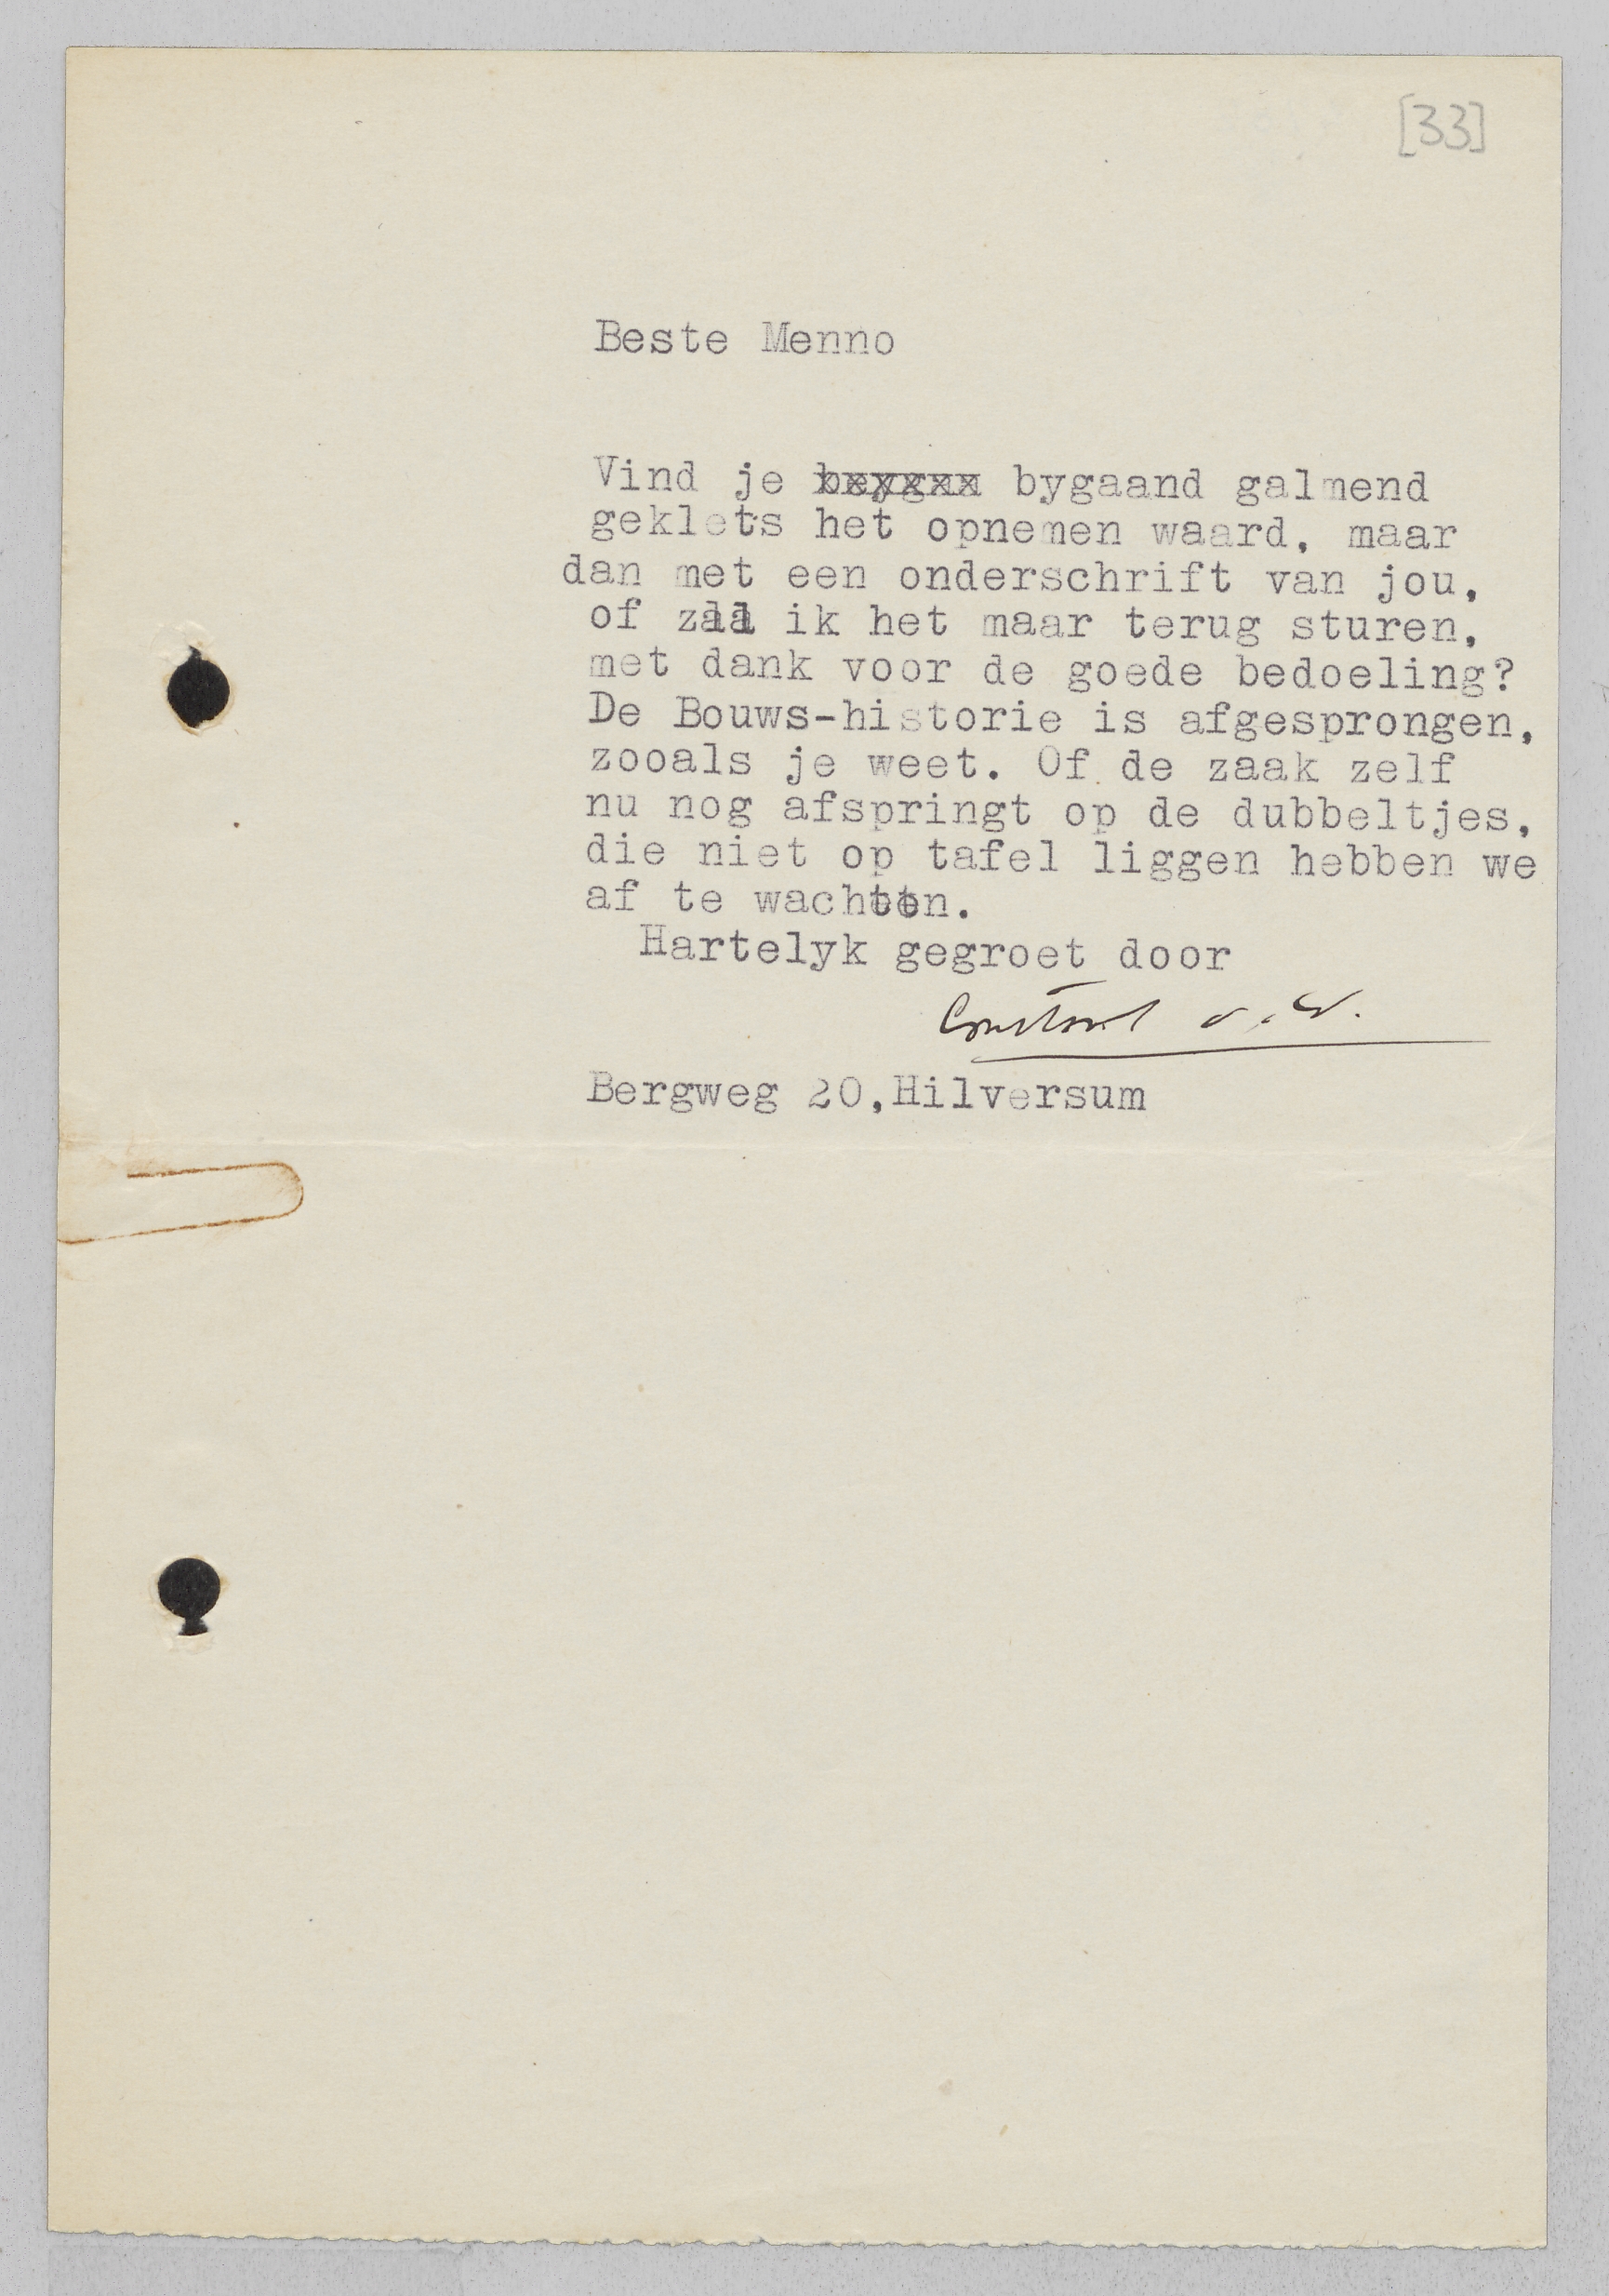 [33]
Beste Menno
Vind je bygaand galmend
geklets het opnemen waard, maar
dan met een onderschrift van jou,
of zal ik het maar terug sturen,
met dank voor de goede bedoeling?
De Bouws-historie is afgesprongen,
zooals je weet. Of de zaak zelf
nu nog afspringt op de dubbeltjes,
die niet op tafel liggen hebben we
af te wachten.
Hartelyk gegroet door
Constant v.W.
Bergweg 20,Hilversum